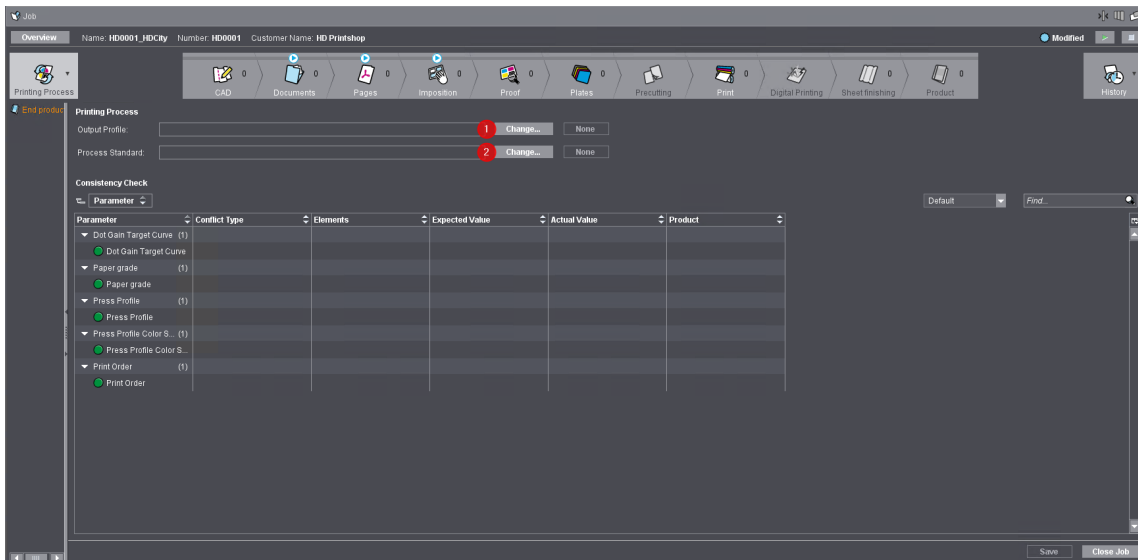 Job
Overview Name: HD0001_HDCity Number: HD0001 Customer Name: HD Printshop Modified
0 0 0 0 0 0 0 0 0
Printing Process CAD Documents Pages Imposition Proof Plates Precutting Print Digital Printing Sheet finishing Product History
End produc
Printing Process
Output Profile: 1 Change... None
Process Standard: 2 Change... None
Consistency Check
Parameter Default Find...
Parameter Conflict Type Elements Expected Value Actual Value Product
Dot Gain Target Curve (1)
Dot Gain Target Curve
Paper grade (1)
Paper grade
Press Profile (1)
Press Profile
Press Profile Color S... (1)
Press Profile Color S...
Print Order (1)
Print Order
Save Close Job